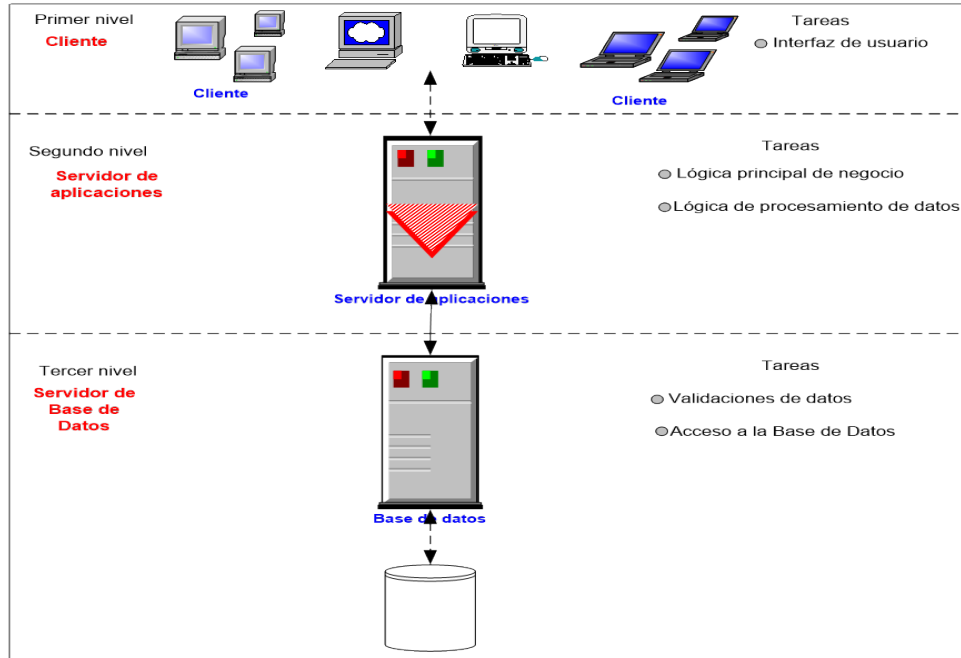 Primer nivel
Cliente
Cliente
Cliente
Tareas
Interfaz de usuario
Segundo nivel
Servidor de
aplicaciones
Servidor de aplicaciones
Tareas
Lógica principal de negocio
Lógica de procesamiento de datos
Tercer nivel
Servidor de
Base de
Datos
Base de datos
Tareas
Validaciones de datos
Acceso a la Base de Datos